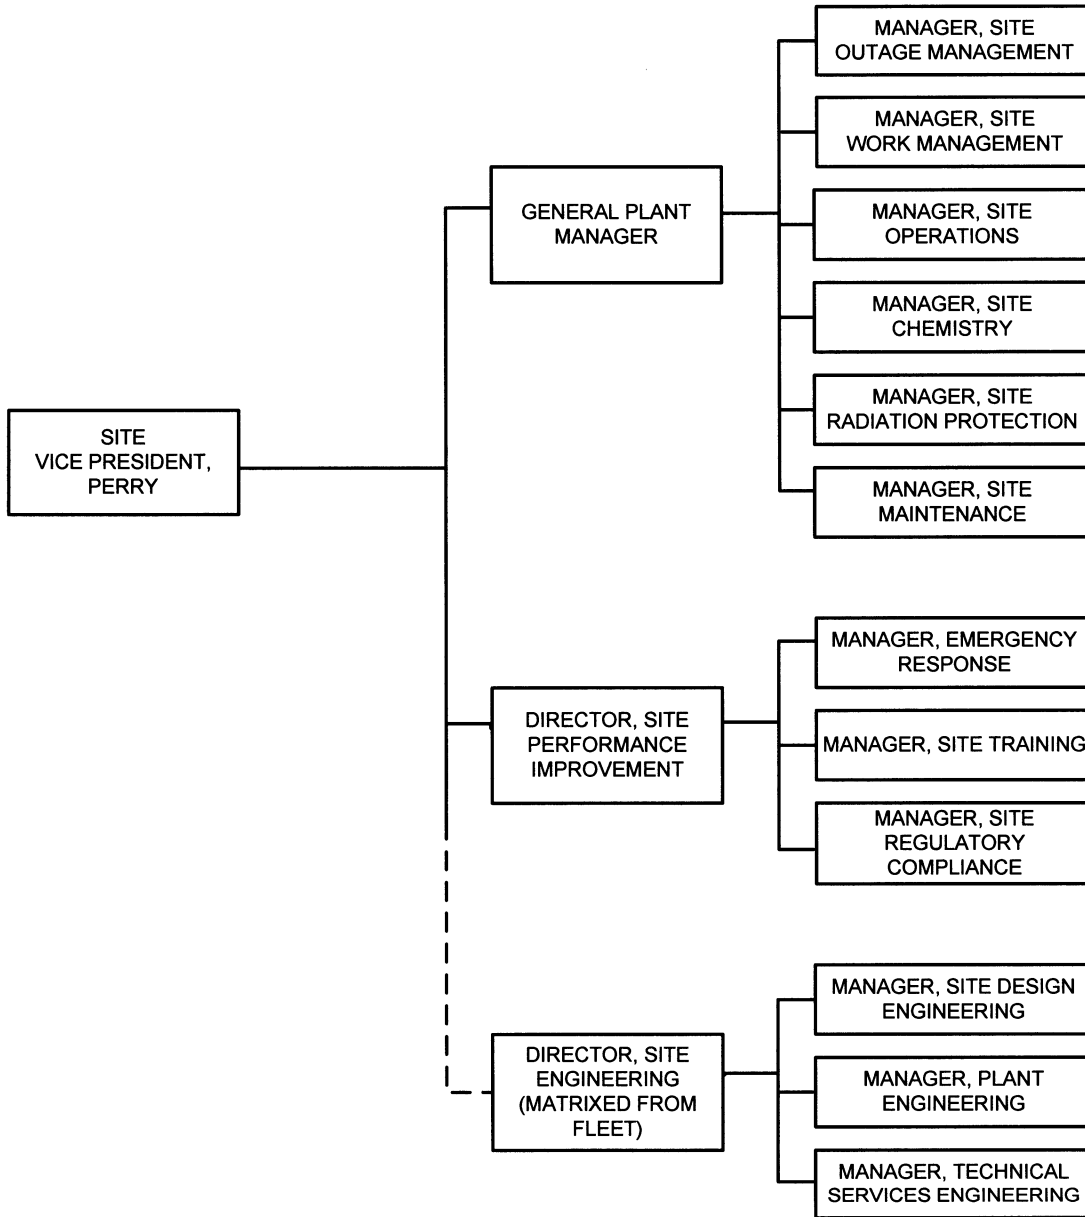 SITE
VICE PRESIDENT,
PERRY
GENERAL PLANT
MANAGER
MANAGER, SITE
OUTAGE MANAGEMENT
MANAGER, SITE
WORK MANAGEMENT
MANAGER, SITE
OPERATIONS
MANAGER, SITE
CHEMISTRY
MANAGER, SITE
RADIATION PROTECTION
MANAGER, SITE
MAINTENANCE
DIRECTOR, SITE
PERFORMANCE
IMPROVEMENT
MANAGER, EMERGENCY
RESPONSE
MANAGER, SITE TRAINING
MANAGER, SITE
REGULATORY
COMPLIANCE
DIRECTOR, SITE
ENGINEERING
(MATRIXED FROM
FLEET)
MANAGER, SITE DESIGN
ENGINEERING
MANAGER, PLANT
ENGINEERING
MANAGER, TECHNICAL
SERVICES ENGINEERING